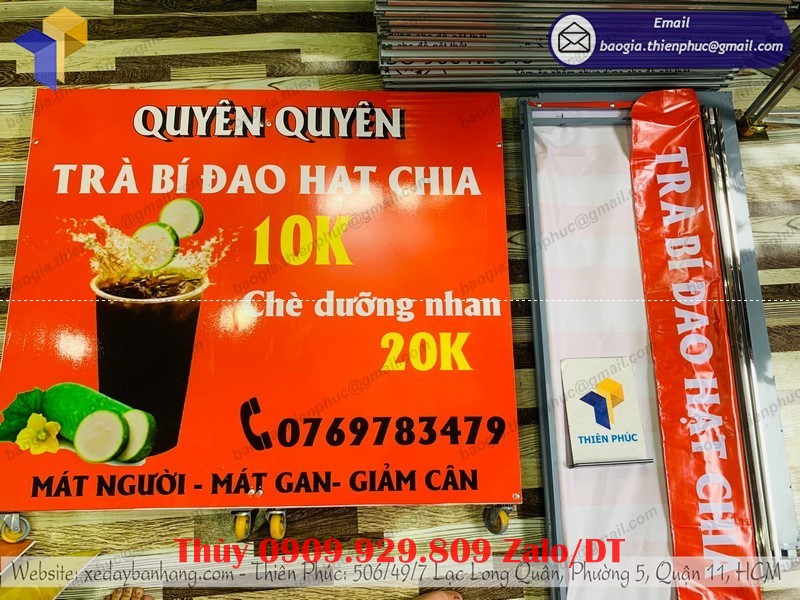 Email
baogia.thienphuc@gmail.com
QUYÊN QUYÊN
TRÀ BÍ ĐAO HẠT CHIA
10K
Chè dưỡng nhan
20K
0769783479
MÁT NGƯỜI - MÁT GAN- GIẢM CÂN
TRÀ BÍ ĐAO HẠT CHIA
THIÊN PHÚC
Thùy 0909.929.809 Zalo/ĐT
Website: xedaybanhang.com - Thiên Phúc: 506/49/7 Lạc Long Quân, Phường 5, Quận 11, HCM